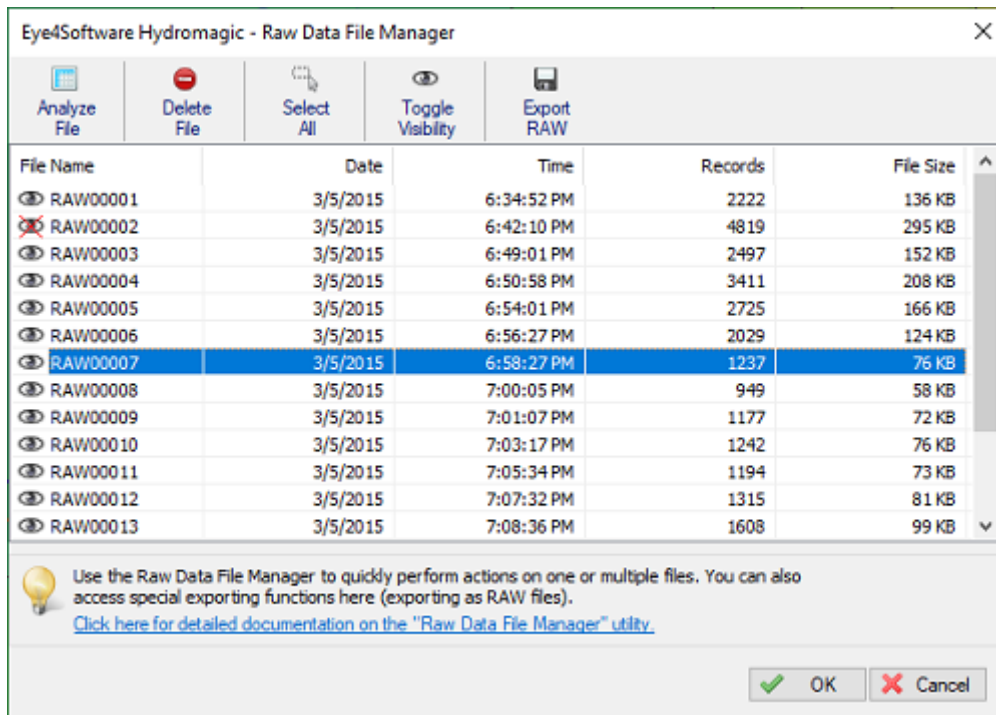 Eye4Software Hydromagic - Raw Data File Manager
Analyze File
Delete File
Select All
Toggle Visibility
Export RAW
File Name Date Time Records File Size
RAW00001 3/5/2015 6:34:52 PM 2222 136 KB
RAW00002 3/5/2015 6:42:10 PM 4819 295 KB
RAW00003 3/5/2015 6:49:01 PM 2497 152 KB
RAW00004 3/5/2015 6:50:58 PM 3411 208 KB
RAW00005 3/5/2015 6:54:01 PM 2725 166 KB
RAW00006 3/5/2015 6:56:27 PM 2029 124 KB
RAW00007 3/5/2015 6:58:27 PM 1237 76 KB
RAW00008 3/5/2015 7:00:05 PM 949 58 KB
RAW00009 3/5/2015 7:01:07 PM 1177 72 KB
RAW00010 3/5/2015 7:03:17 PM 1242 76 KB
RAW00011 3/5/2015 7:05:34 PM 1194 73 KB
RAW00012 3/5/2015 7:07:32 PM 1315 81 KB
RAW00013 3/5/2015 7:08:36 PM 1608 99 KB
Use the Raw Data File Manager to quickly perform actions on one or multiple files. You can also
access special exporting functions here (exporting as RAW files).
Click here for detailed documentation on the "Raw Data File Manager" utility.
OK Cancel